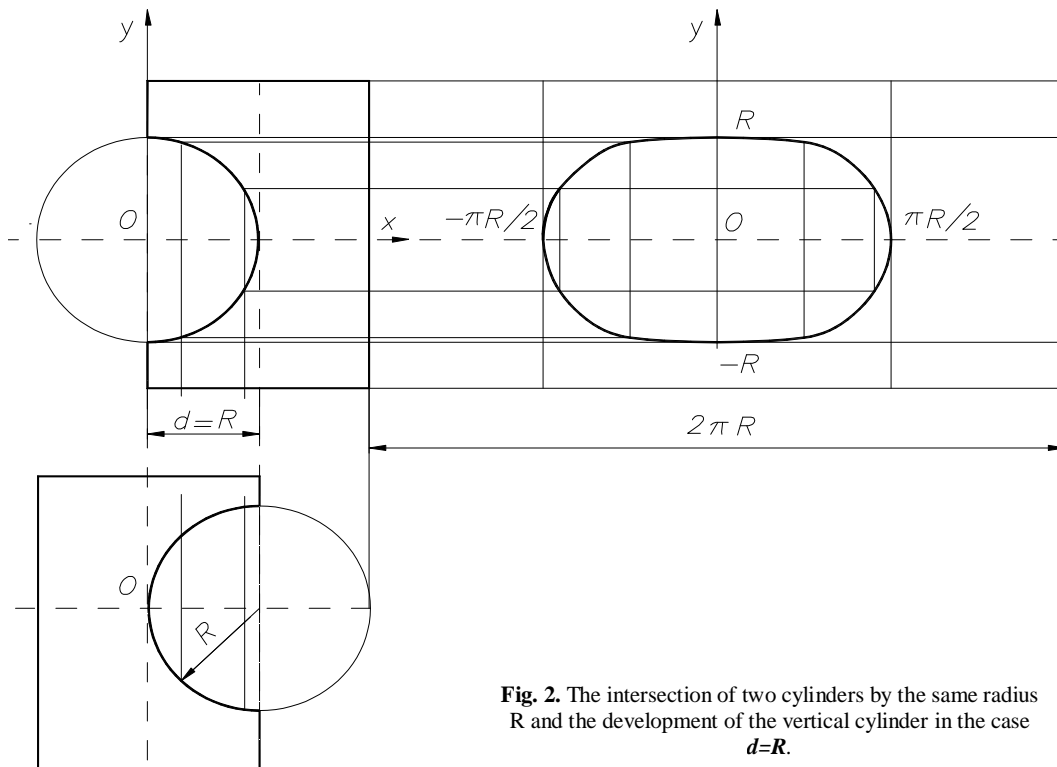 y
y
R
O
x
-πR/2
O
πR/2
-R
d=R
2πR
O
R
Fig. 2. The intersection of two cylinders by the same radius
R and the development of the vertical cylinder in the case
d=R.